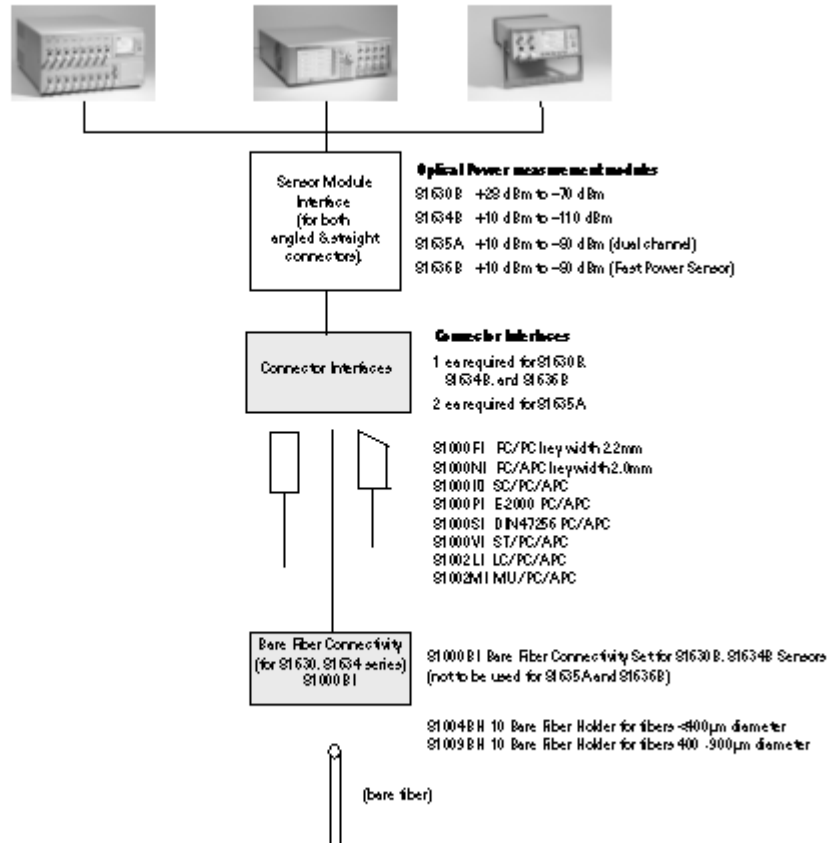 Sensor Module
Interface
(for both
angled & straight
connectors).
Optical Power measurement modules
81630B +28 dBm to -70 dBm
81634B +10 dBm to -110 dBm
81635A +10 dBm to -80 dBm (dual channel)
81636B +10 dBm to -80 dBm (Fast Power Sensor)
Connector Interfaces
Connector Interfaces
1 ea required for 81630B,
81634B, and 81636B
2 ea required for 81635A
81000FI FC/PC key width 2.2mm
81000NI FC/APC key width 2.0mm
81000KI SC/PC/APC
81000PI E-2000 PC/APC
81000SI DIN47256 PC/APC
81000VI ST/PC/APC
81002LI LC/PC/APC
81002MI MU/PC/APC
Bare Fiber Connectivity
(for 81630, 81634 series)
81000BI
81000BI Bare Fiber Connectivity Set for 81630B, 81634B Sensors
(not to be used for 81635A and 81636B)
81004BH 10 Bare Fiber Holder for fibers <400µm diameter
81009BH 10 Bare Fiber Holder for fibers 400 -900µm diameter
(bare fiber)